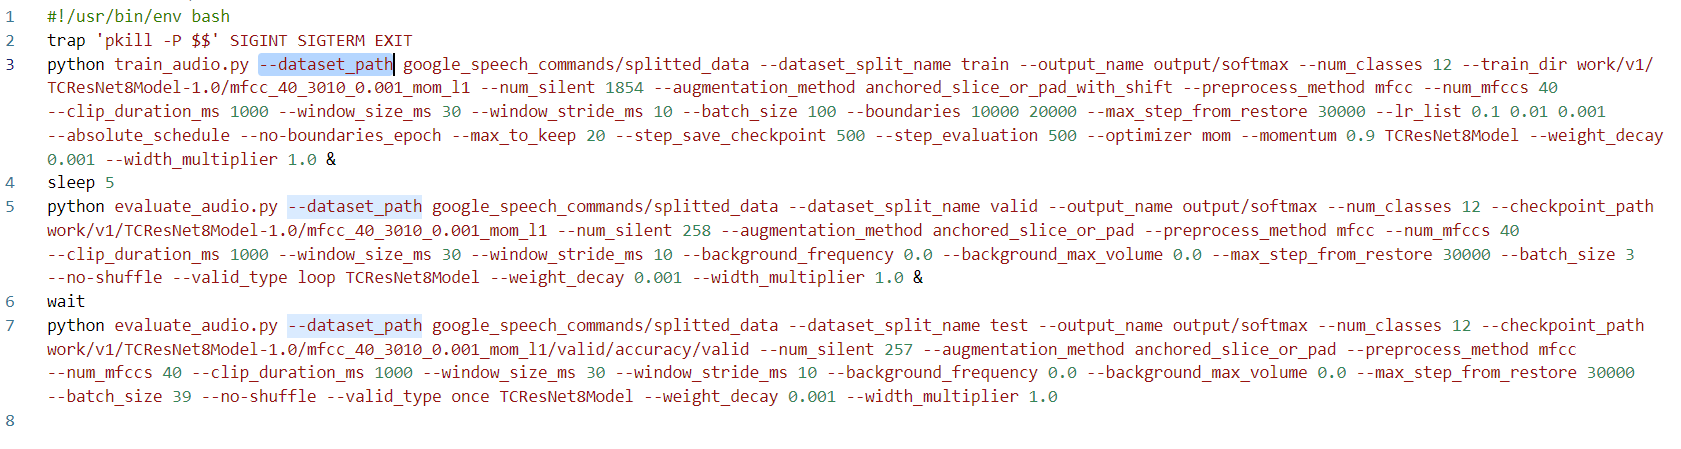 1 #!/usr/bin/env bash
2 trap 'pkill -P $$' SIGINT SIGTERM EXIT
3 python train_audio.py --dataset_path google_speech_commands/splitted_data --dataset_split_name train --output_name output/softmax --num_classes 12 --train_dir work/v1/
TCResNet8Model-1.0/mfcc_40_3010_0.001_mom_l1 --num_silent 1854 --augmentation_method anchored_slice_or_pad_with_shift --preprocess_method mfcc --num_mfccs 40
--clip_duration_ms 1000 --window_size_ms 30 --window_stride_ms 10 --batch_size 100 --boundaries 10000 20000 --max_step_from_restore 30000 --lr_list 0.1 0.01 0.001
--absolute_schedule --no-boundaries_epoch --max_to_keep 20 --step_save_checkpoint 500 --step_evaluation 500 --optimizer mom --momentum 0.9 TCResNet8Model --weight_decay
0.001 --width_multiplier 1.0 &
4 sleep 5
5 python evaluate_audio.py --dataset_path google_speech_commands/splitted_data --dataset_split_name valid --output_name output/softmax --num_classes 12 --checkpoint_path
work/v1/TCResNet8Model-1.0/mfcc_40_3010_0.001_mom_l1 --num_silent 258 --augmentation_method anchored_slice_or_pad --preprocess_method mfcc --num_mfccs 40
--clip_duration_ms 1000 --window_size_ms 30 --window_stride_ms 10 --background_frequency 0.0 --background_max_volume 0.0 --max_step_from_restore 30000 --batch_size 3
--no-shuffle --valid_type loop TCResNet8Model --weight_decay 0.001 --width_multiplier 1.0 &
6 wait
7 python evaluate_audio.py --dataset_path google_speech_commands/splitted_data --dataset_split_name test --output_name output/softmax --num_classes 12 --checkpoint_path
work/v1/TCResNet8Model-1.0/mfcc_40_3010_0.001_mom_l1/valid/accuracy/valid --num_silent 257 --augmentation_method anchored_slice_or_pad --preprocess_method mfcc
--num_mfccs 40 --clip_duration_ms 1000 --window_size_ms 30 --window_stride_ms 10 --background_frequency 0.0 --background_max_volume 0.0 --max_step_from_restore 30000
--batch_size 39 --no-shuffle --valid_type once TCResNet8Model --weight_decay 0.001 --width_multiplier 1.0
8